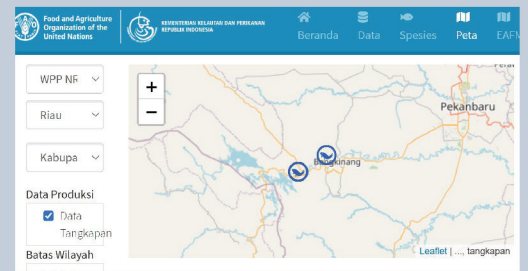 Food and Agriculture
Organization of the
United Nations
KEMENTERIAN KELAUTAN DAN PERIKANAN
REPUBLIK INDONESIA
Beranda
Data
Spesies
Peta
EAFM
WPP NR
Riau
Kabupa
Data Produksi
Data
Tangkapan
Batas Wilayah
+
−
Pekanbaru
Bangkinang
Leaflet | ..., tangkapan